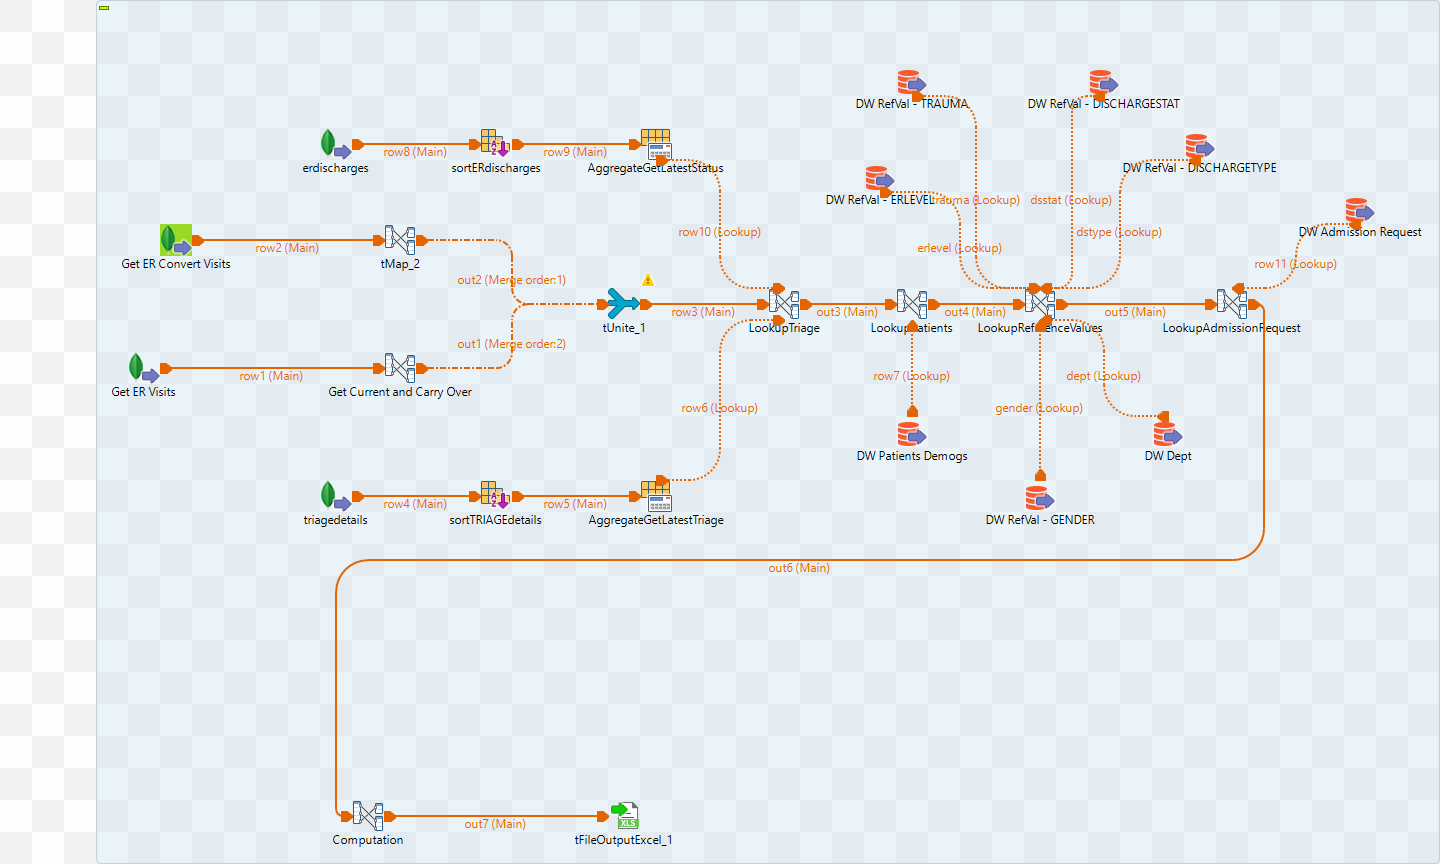 DW RefVal - TRAUMA
DW RefVal - DISCHARGESTAT
erdischarges
row8 (Main)
sortERdischarges
row9 (Main)
AggregateGetLatestStatus
DW RefVal - DISCHARGETYPE
DW RefVal - ERLEVEL
trauma (Lookup)
dsstat (Lookup)
row10 (Lookup)
dstype (Lookup)
DW Admission Request
Get ER Convert Visits
row2 (Main)
tMap_2
erlevel (Lookup)
row11 (Lookup)
out2 (Merge order:1)
tUnite_1
row3 (Main)
LookupTriage
out3 (Main)
LookupPatients
out4 (Main)
LookupReferenceValues
out5 (Main)
LookupAdmissionRequest
out1 (Merge order:2)
Get ER Visits
row1 (Main)
Get Current and Carry Over
row7 (Lookup)
dept (Lookup)
row6 (Lookup)
gender (Lookup)
DW Patients Demogs
DW Dept
triagedetails
row4 (Main)
sortTRIAGEdetails
row5 (Main)
AggregateGetLatestTriage
DW RefVal - GENDER
out6 (Main)
Computation
out7 (Main)
XLS
tFileOutputExcel_1